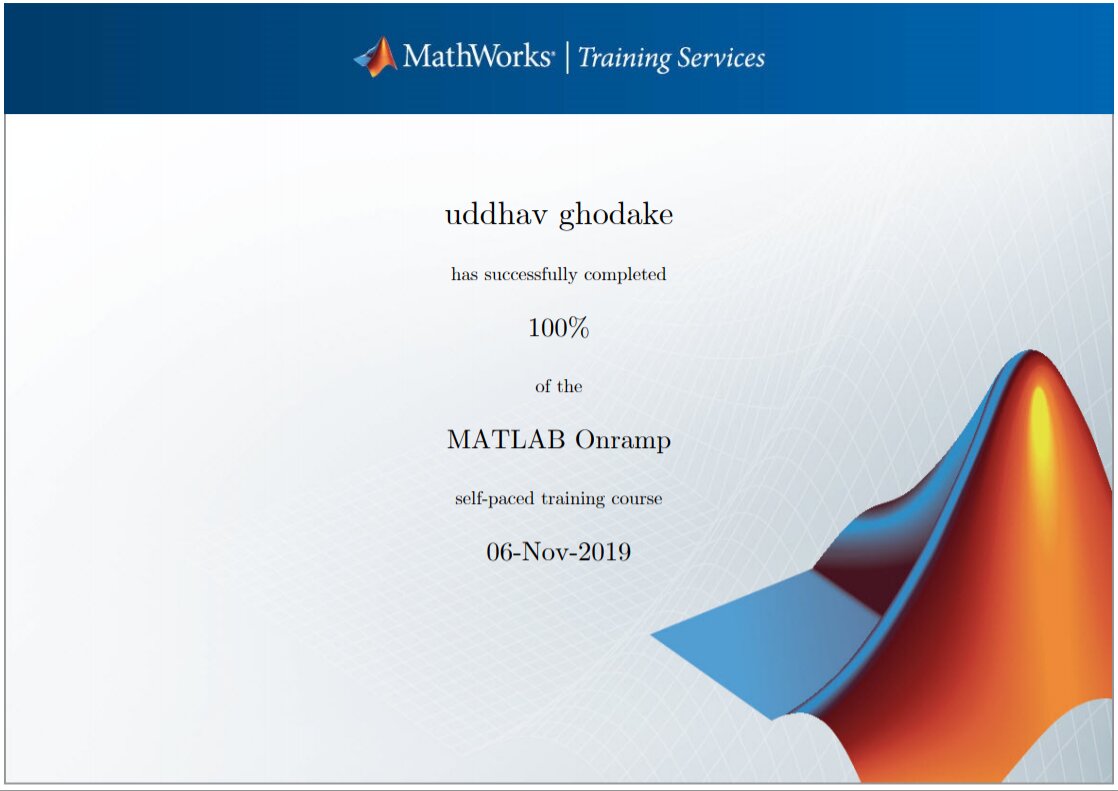 MathWorks® | Training Services
uddhav ghodake
has successfully completed
100%
of the
MATLAB Onramp
self-paced training course
06-Nov-2019